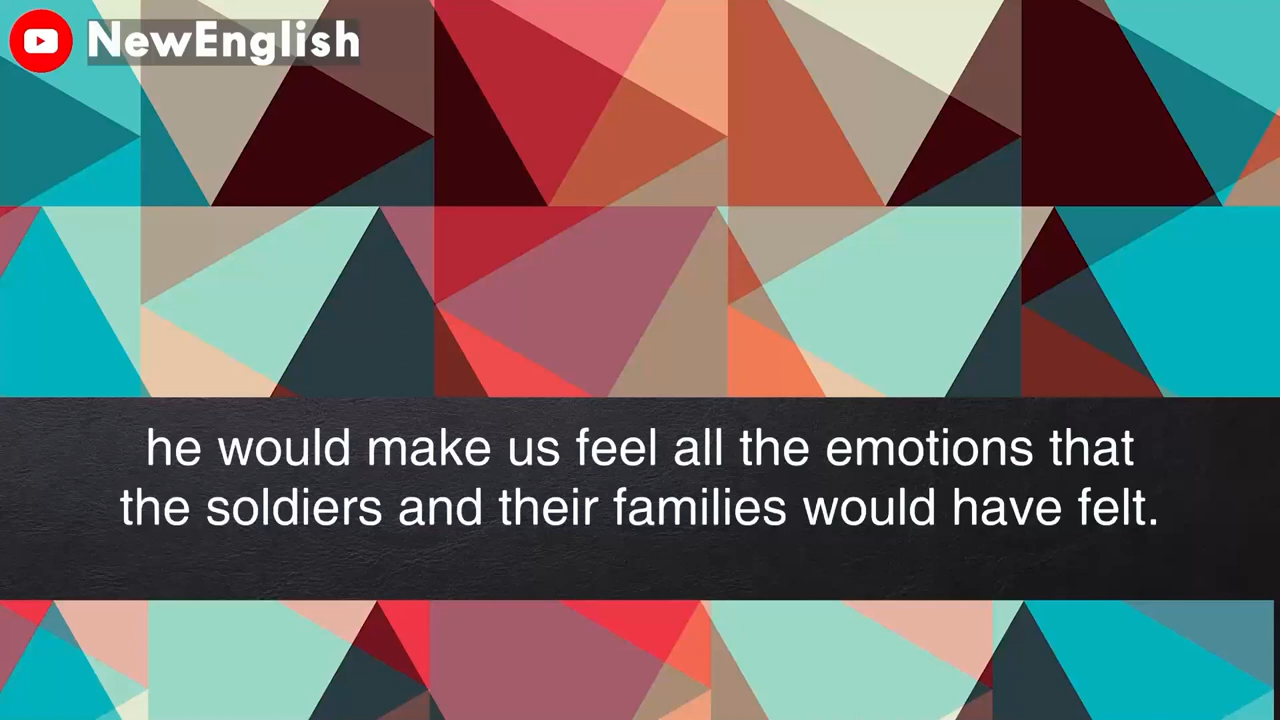 NewEnglish
he would make us feel all the emotions that
the soldiers and their families would have felt.